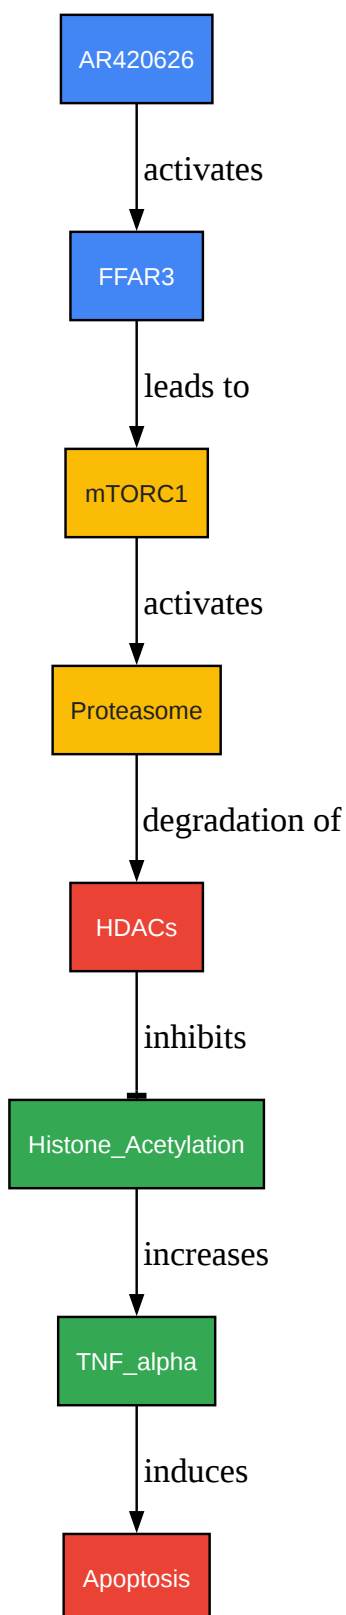 AR420626
activates
FFAR3
leads to
mTORC1
activates
Proteasome
degradation of
HDACs
inhibits
Histone_Acetylation
increases
TNF_alpha
induces
Apoptosis